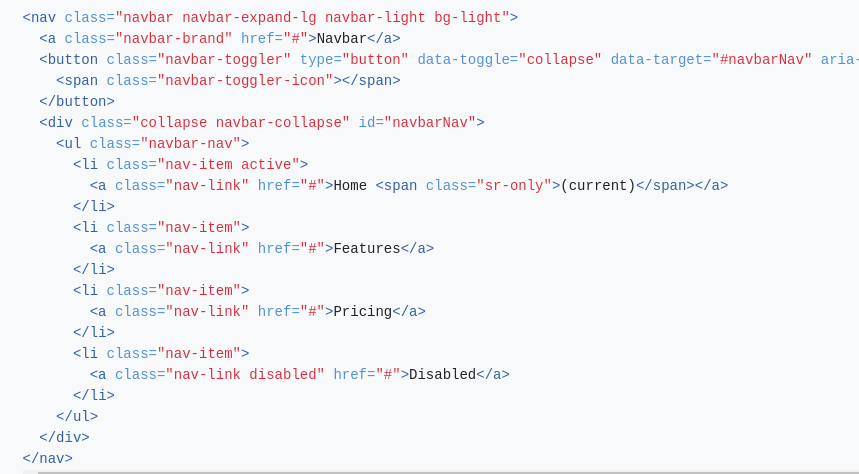 <nav class="navbar navbar-expand-lg navbar-light bg-light">
  <a class="navbar-brand" href="#">Navbar</a>
  <button class="navbar-toggler" type="button" data-toggle="collapse" data-target="#navbarNav" aria-
    <span class="navbar-toggler-icon"></span>
  </button>
  <div class="collapse navbar-collapse" id="navbarNav">
    <ul class="navbar-nav">
      <li class="nav-item active">
        <a class="nav-link" href="#">Home <span class="sr-only">(current)</span></a>
      </li>
      <li class="nav-item">
        <a class="nav-link" href="#">Features</a>
      </li>
      <li class="nav-item">
        <a class="nav-link" href="#">Pricing</a>
      </li>
      <li class="nav-item">
        <a class="nav-link disabled" href="#">Disabled</a>
      </li>
    </ul>
  </div>
</nav>